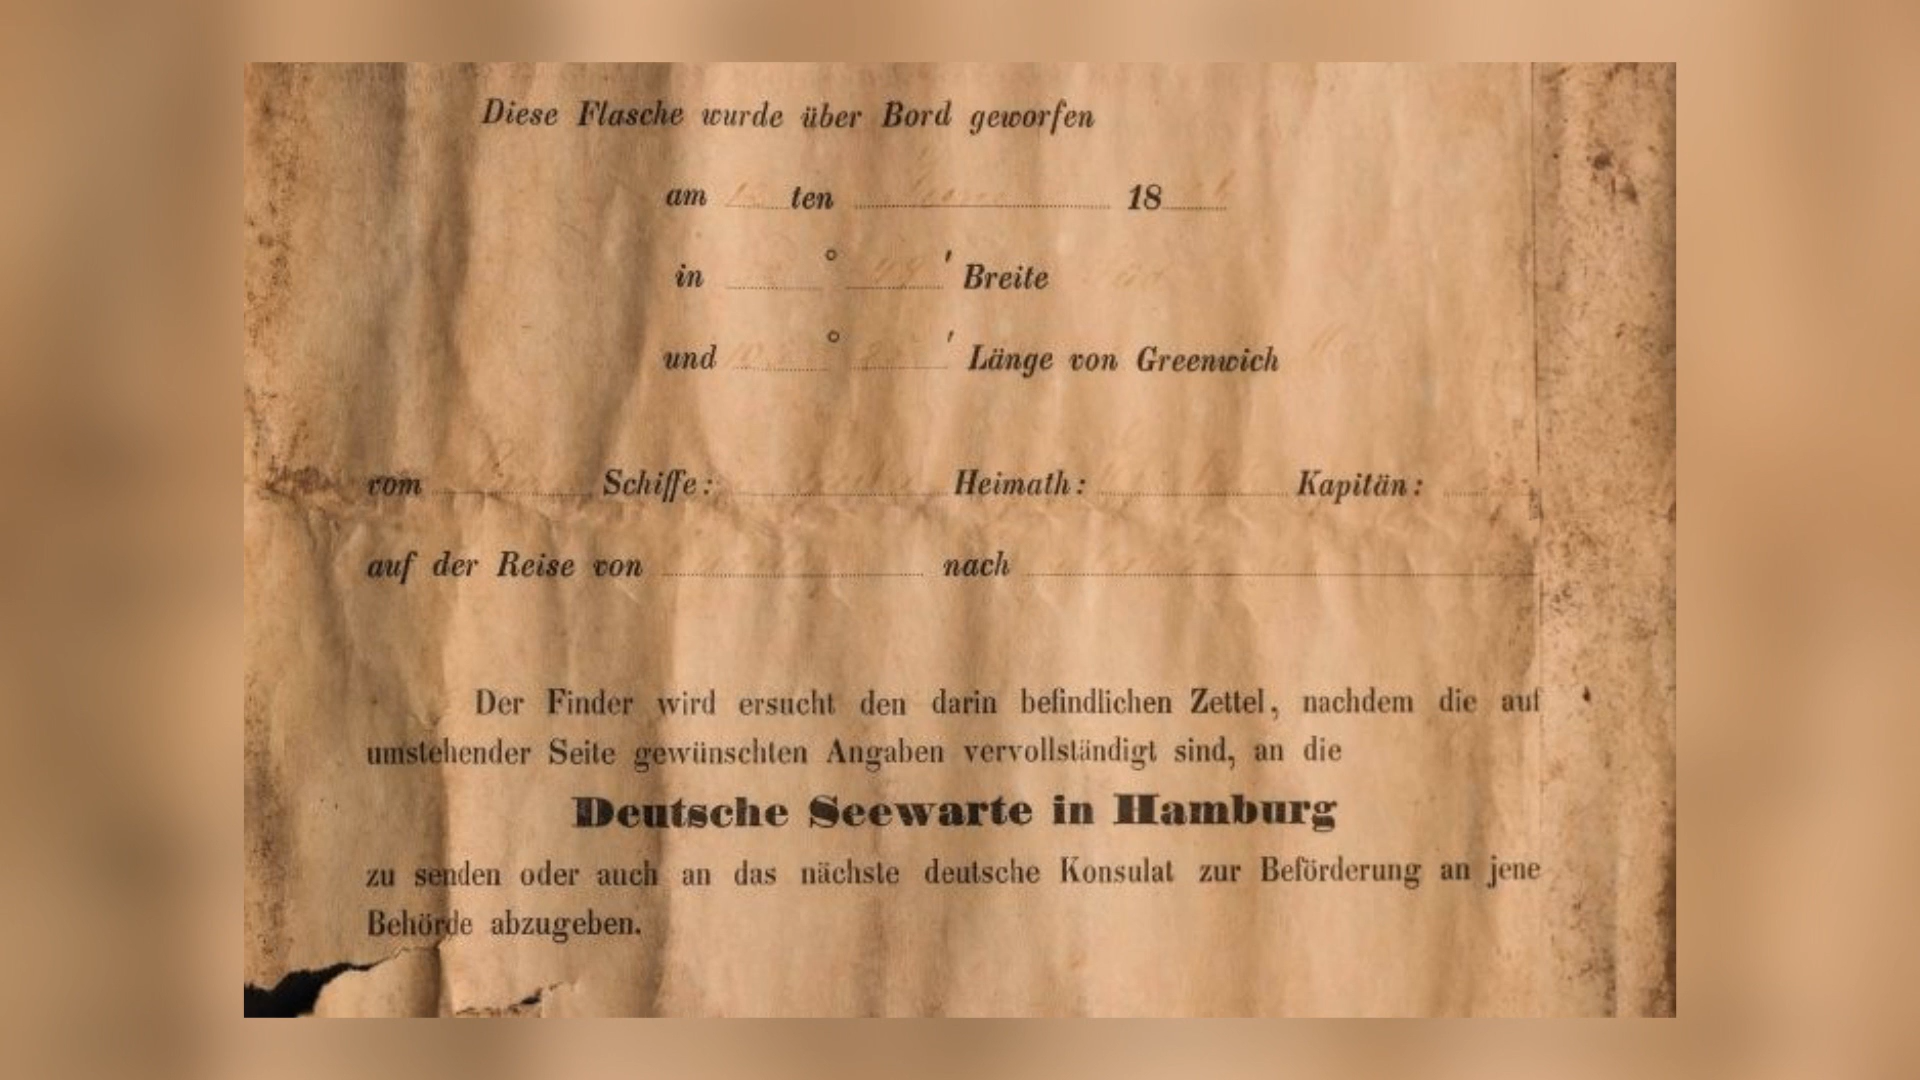 Diese Flasche wurde über Bord geworfen
am ten 18
in ° 49 ' Breite
und ° ' Länge von Greenwich
vom Schiffe: Heimath: Kapitän:
auf der Reise von nach
Der Finder wird ersucht den darin befindlichen Zettel, nachdem die auf
umstehender Seite gewünschten Angaben vervollständigt sind, an die
Deutsche Seewarte in Hamburg
zu senden oder auch an das nächste deutsche Konsulat zur Beförderung an jene
Behörde abzugeben.